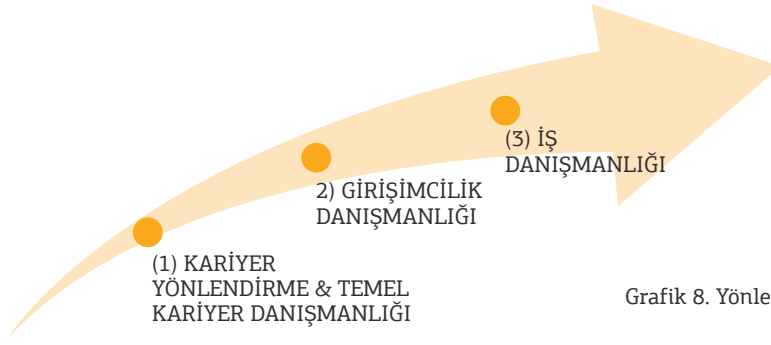 (3) İŞ
DANIŞMANLIĞI
2) GİRİŞİMCİLİK
DANIŞMANLIĞI
(1) KARİYER
YÖNLENDİRME & TEMEL
KARİYER DANIŞMANLIĞI
Grafik 8. Yönle